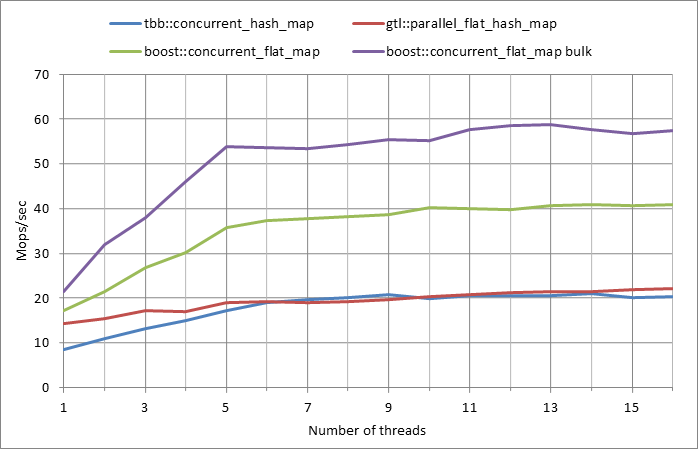 tbb::concurrent_hash_map gtl::parallel_flat_hash_map
boost::concurrent_flat_map boost::concurrent_flat_map bulk
70
60
50
40
30
20
10
0
Mops/sec
1 3 5 7 9 11 13 15
Number of threads